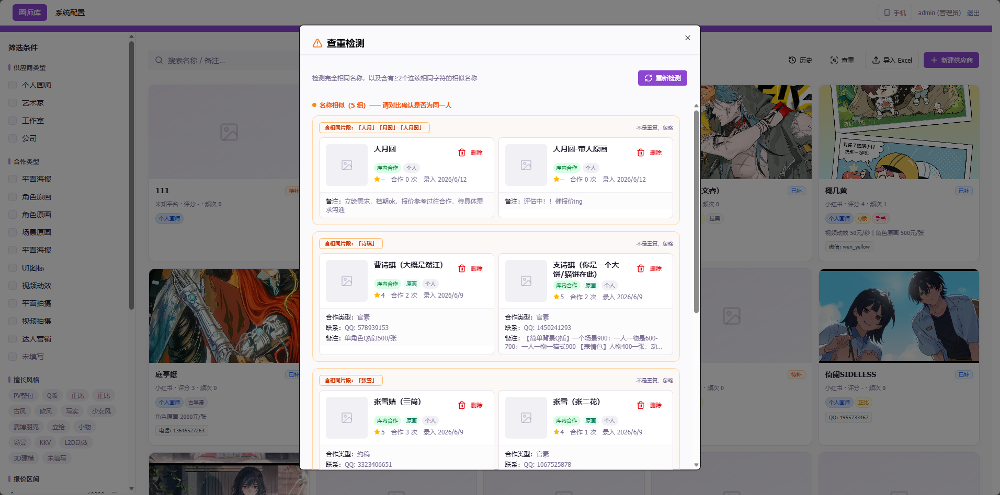 画师库 系统配置 手机 admin (管理员) 退出
筛选条件
供应商类型
个人画师
艺术家
工作室
公司
合作类型
平面海报
角色原画
角色原画
场景原画
平面海报
UI图标
视频动效
平面拍摄
视频拍摄
达人营销
未填写
擅长风格
PV整包 Q版 正比 正比
古风 欧风 写实 少女风
赛博朋克 立绘 小物
场景 KKV L2D动效
3D建模 未填写
报价区间
搜索名称 / 备注...
历史 查重 导入 Excel 新建供应商
111 待补
未知平台 · 评分 - · 频次 0
个人画师
庭亭蜓 已补
小红书 · 评分 3 · 频次 0
个人画师 古早漫
角色原画 2000元/张
电话: 13646527263
查重检测
检测完全相同名称，以及含有≥2个连续相同字符的相似名称
重新检测
名称相似（5 组）—— 请对比确认是否为同一人
含相同片段：「人月」「月圆」「人月圆」 不是重复，忽略
人月圆 删除
库内合作 个人
– 合作 0 次 录入 2026/6/12
备注：立绘需求，档期ok，报价参考过往合作，待具体需
求沟通
人月圆-带人原画 删除
库内合作 个人
– 合作 0 次 录入 2026/6/12
备注：评估中！！催报价ing
含相同片段：「诗琪」 不是重复，忽略
曹诗琪（大概是然汪） 删除
库内合作 原画 个人
4 合作 2 次 录入 2026/6/9
合作类型：官素
联系：QQ: 578939153
备注：单角色Q插3500/张
支诗琪（你是一个大
饼/猫饼在此） 删除
库内合作 原画 个人
5 合作 2 次 录入 2026/6/9
合作类型：官素
联系：QQ: 1450241293
备注：【简单背景Q插】一个场景900：一人一物是600-
700；一人一物一猫式900 【表情包】人物400一张，动...
含相同片段：「张雪」 不是重复，忽略
张雪婧（三筒） 删除
库内合作 原画 个人
5 合作 3 次 录入 2026/6/9
合作类型：约稿
联系：QQ: 3323406651
张雪（张二花） 删除
库内合作 原画 个人
4 合作 1 次 录入 2026/6/9
合作类型：官素
联系：QQ: 1067525878
文睿） 已补
频次 0
拉黑
待补
· 频次 0
2021.05.01
我买了糖醋小排
快来一起吃!
椰几黄 已补
小红书 · 评分 4 · 频次 1
个人画师 Q版 手书
视频动效 50元/秒 | 角色原画 500元/张
微信: wen_yellow
倚阑SIDELESS 已补
小红书 · 评分 - · 频次 0
个人画师 正比
QQ: 1955733467